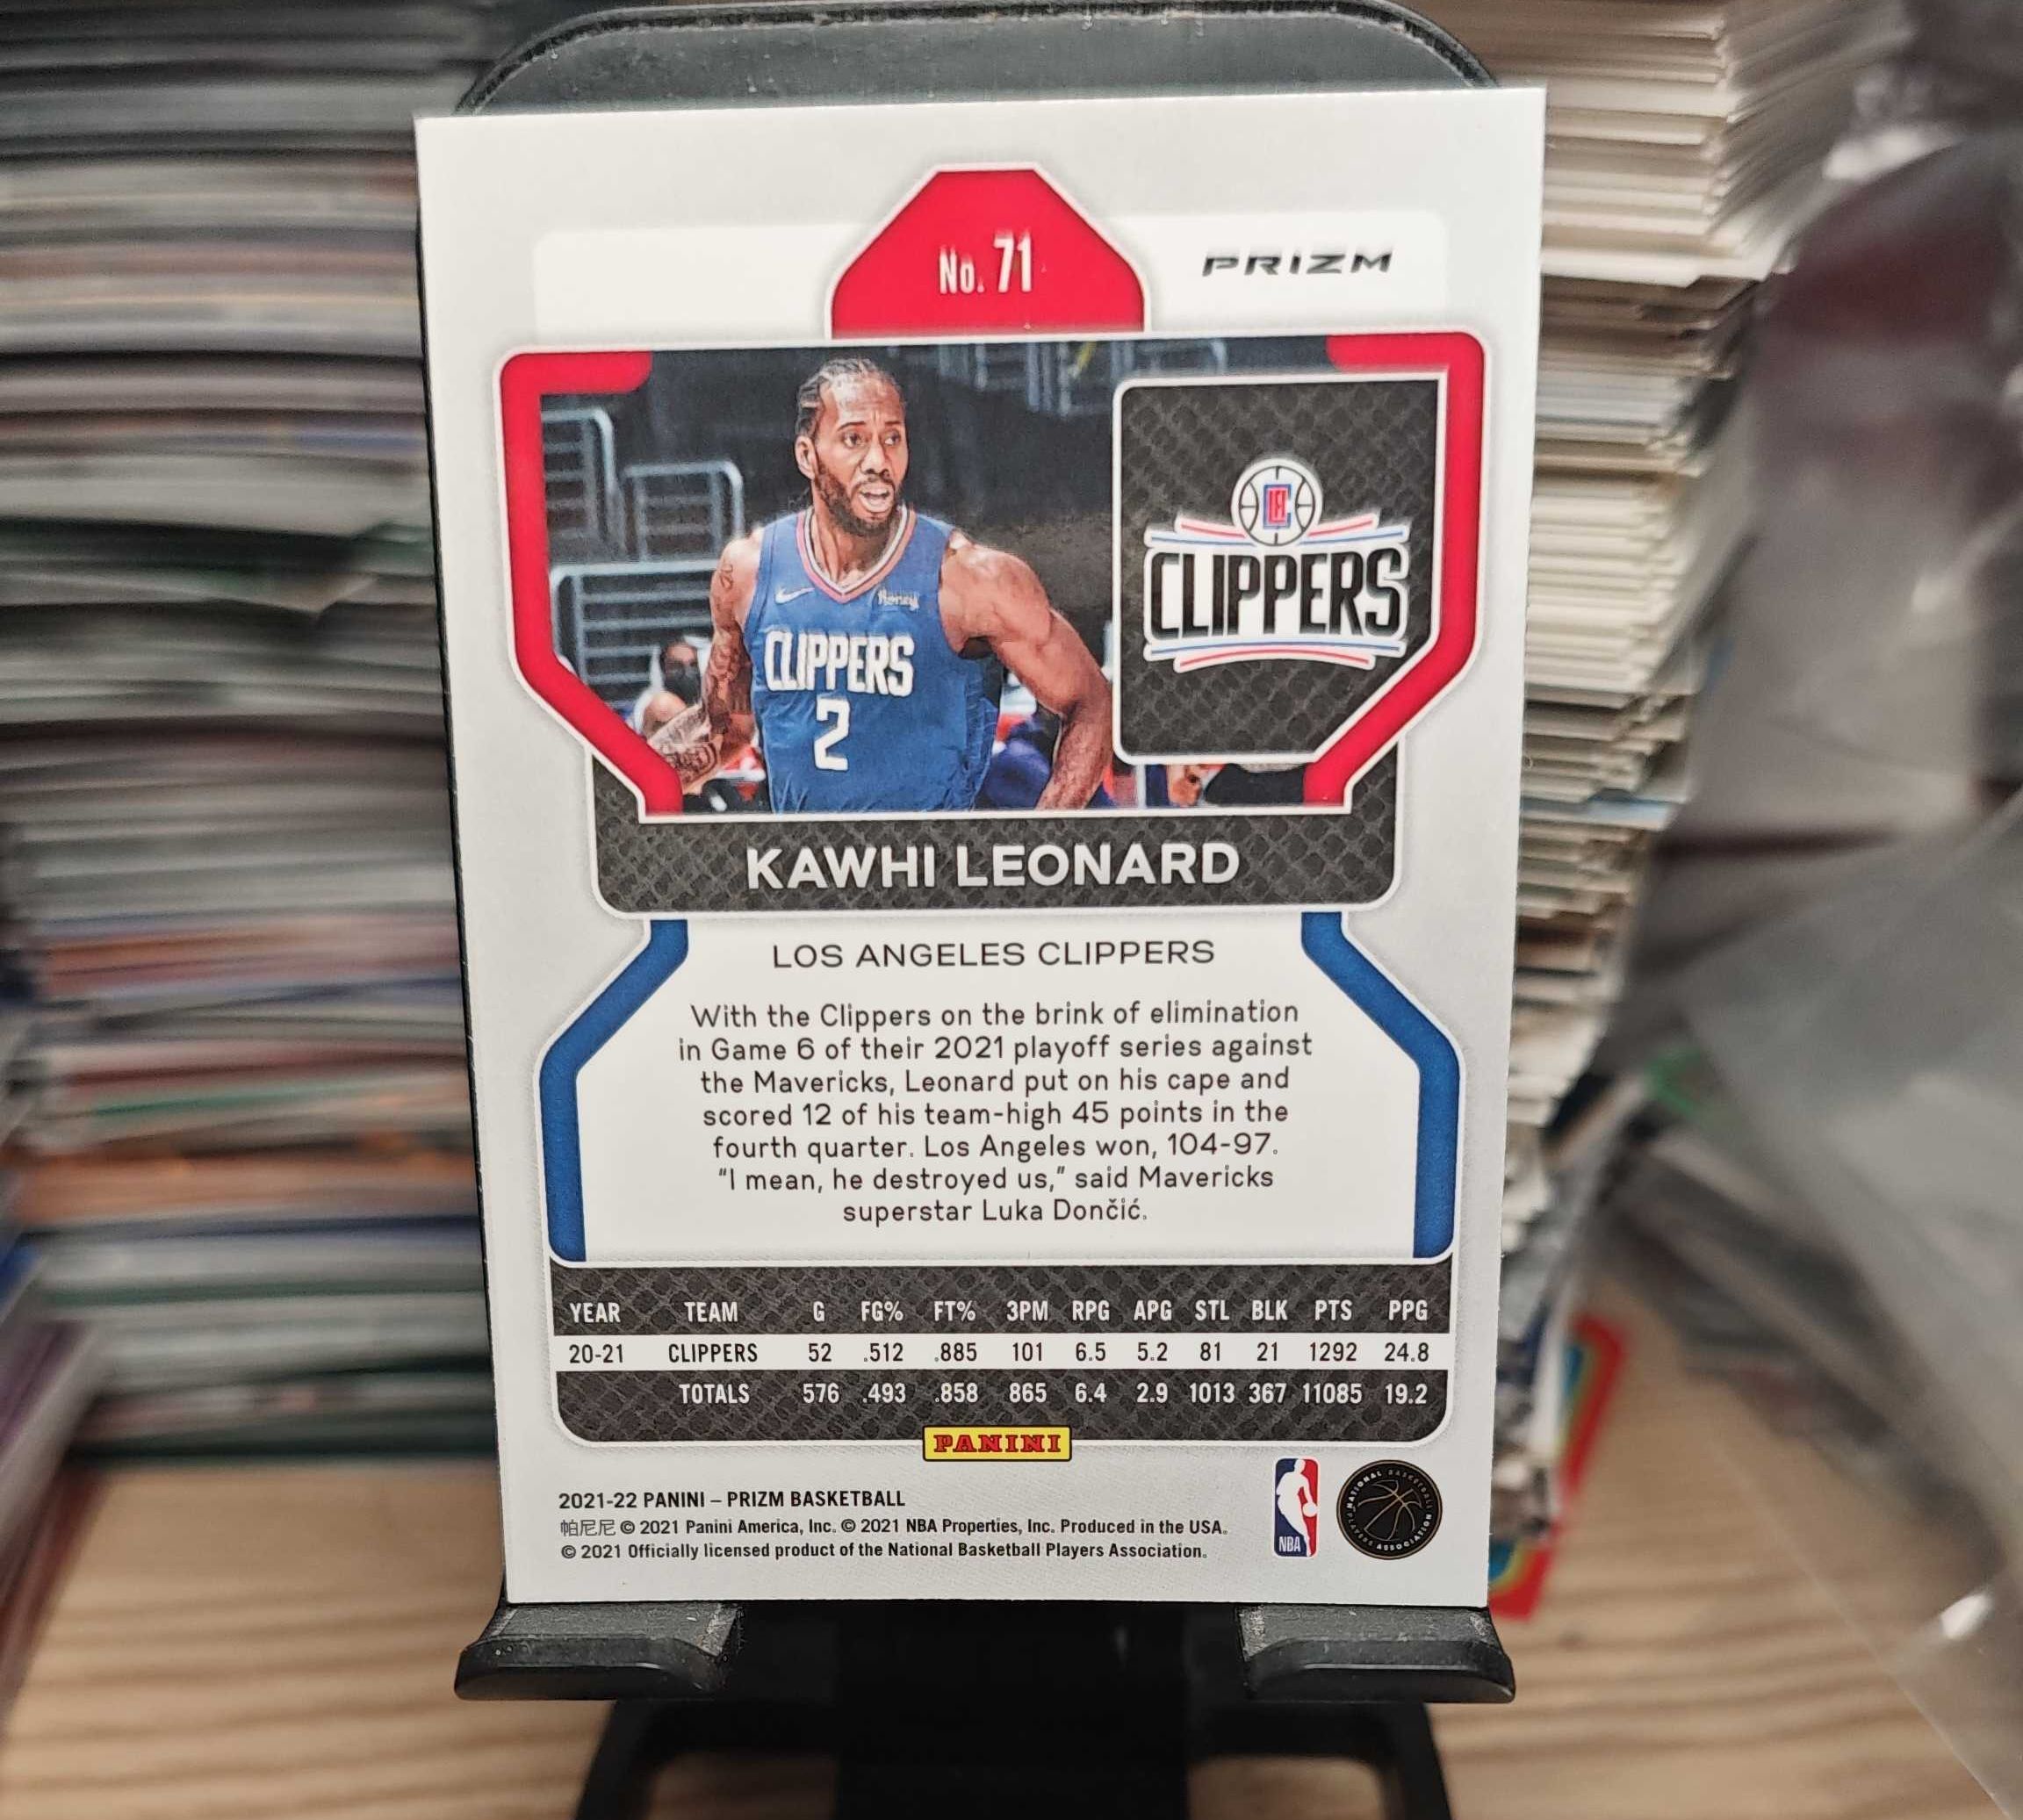 No. 71
PRIZM
Honey
CLIPPERS
2
LAC
CLIPPERS
KAWHI LEONARD
LOS ANGELES CLIPPERS
With the Clippers on the brink of elimination
in Game 6 of their 2021 playoff series against
the Mavericks, Leonard put on his cape and
scored 12 of his team-high 45 points in the
fourth quarter. Los Angeles won, 104-97.
“I mean, he destroyed us,” said Mavericks
superstar Luka Dončić.
YEAR TEAM G FG% FT% 3PM RPG APG STL BLK PTS PPG
20-21 CLIPPERS 52 .512 .885 101 6.5 5.2 81 21 1292 24.8
TOTALS 576 .493 .858 865 6.4 2.9 1013 367 11085 19.2
PANINI
2021-22 PANINI – PRIZM BASKETBALL
帕尼尼 © 2021 Panini America, Inc. © 2021 NBA Properties, Inc. Produced in the USA.
© 2021 Officially licensed product of the National Basketball Players Association.
NBA
NATIONAL BASKETBALL
PLAYERS ASSOCIATION